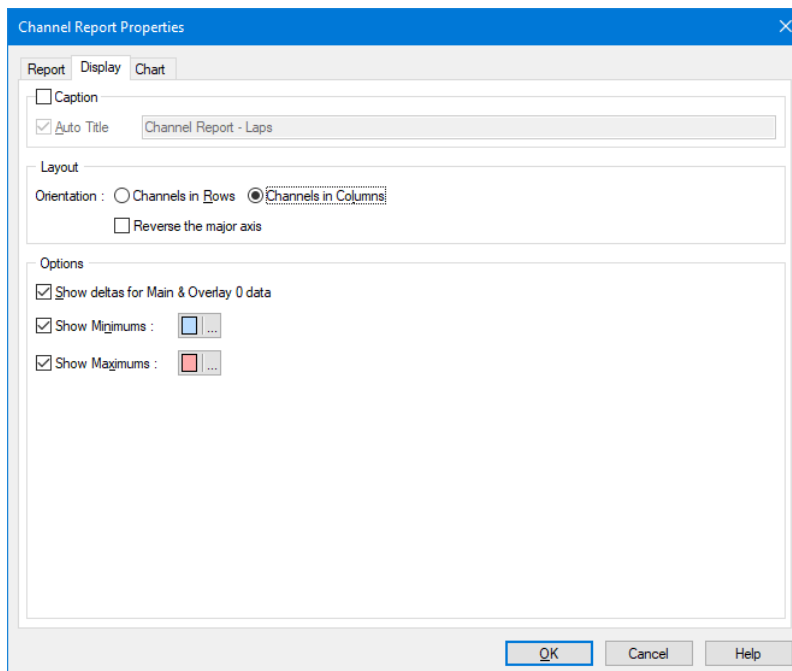 Channel Report Properties
Report Display Chart
Caption
Auto Title Channel Report - Laps
Layout
Orientation : Channels in Rows Channels in Columns
Reverse the major axis
Options
Show deltas for Main & Overlay 0 data
Show Minimums : ...
Show Maximums : ...
OK Cancel Help